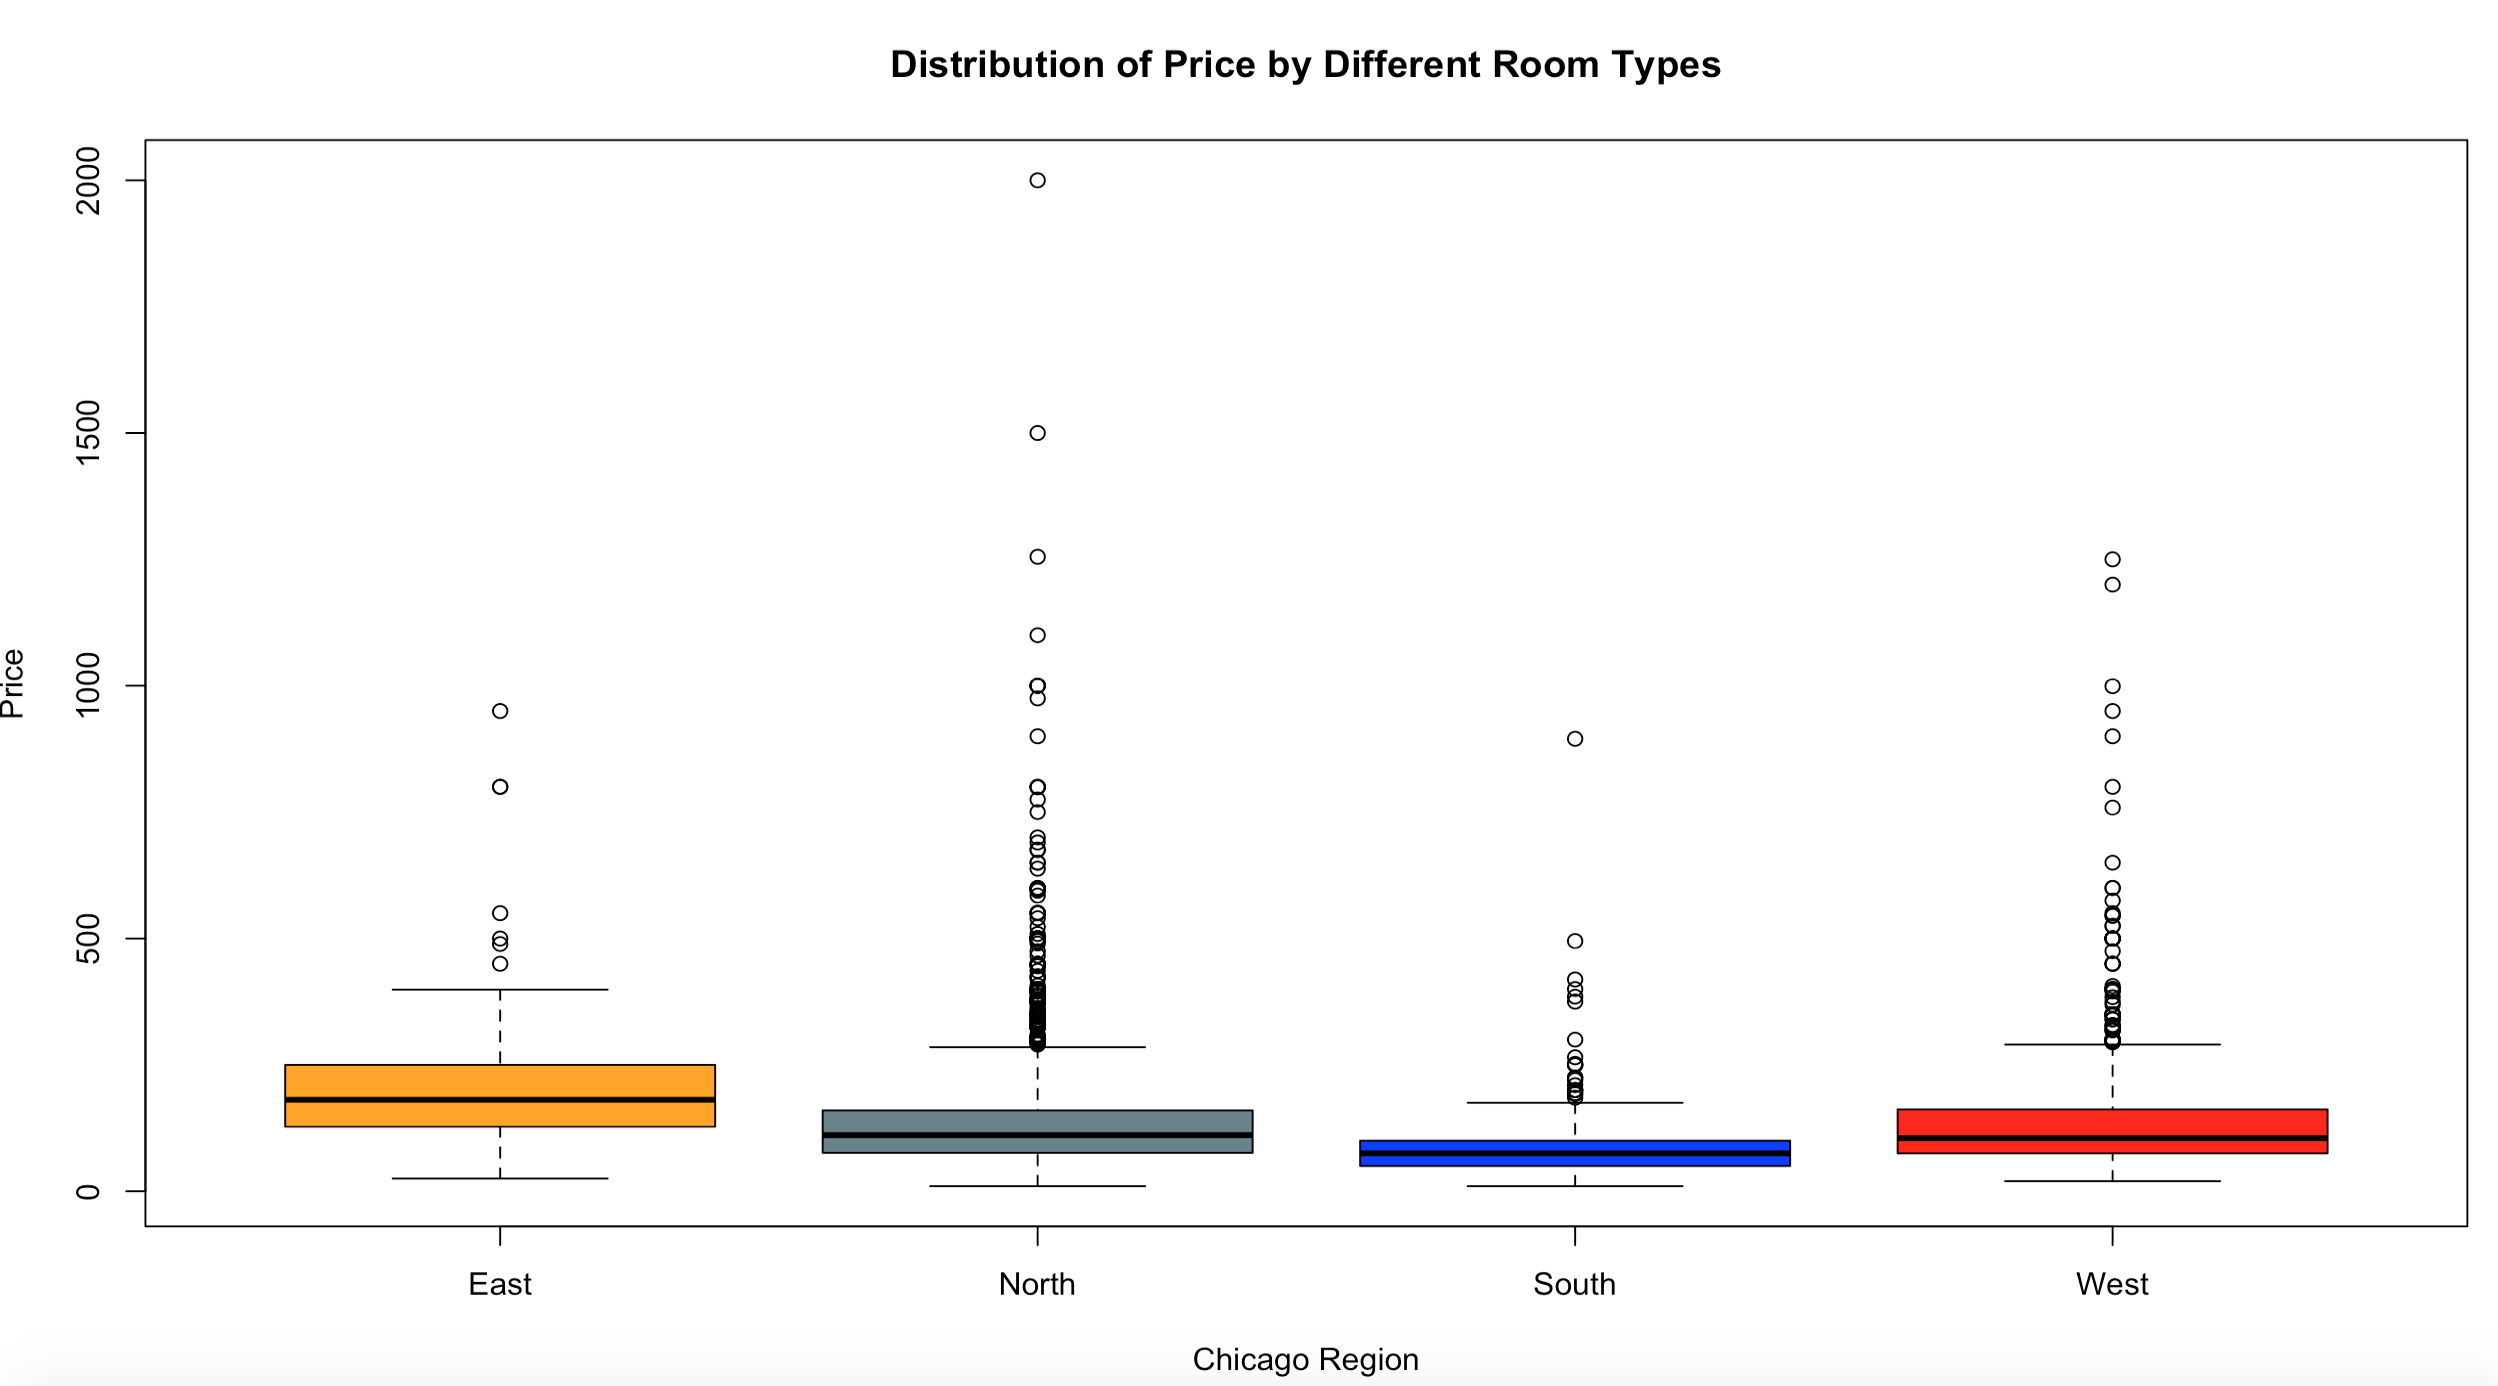 Distribution of Price by Different Room Types
2000
1500
1000
500
0
Price
East North South West
Chicago Region